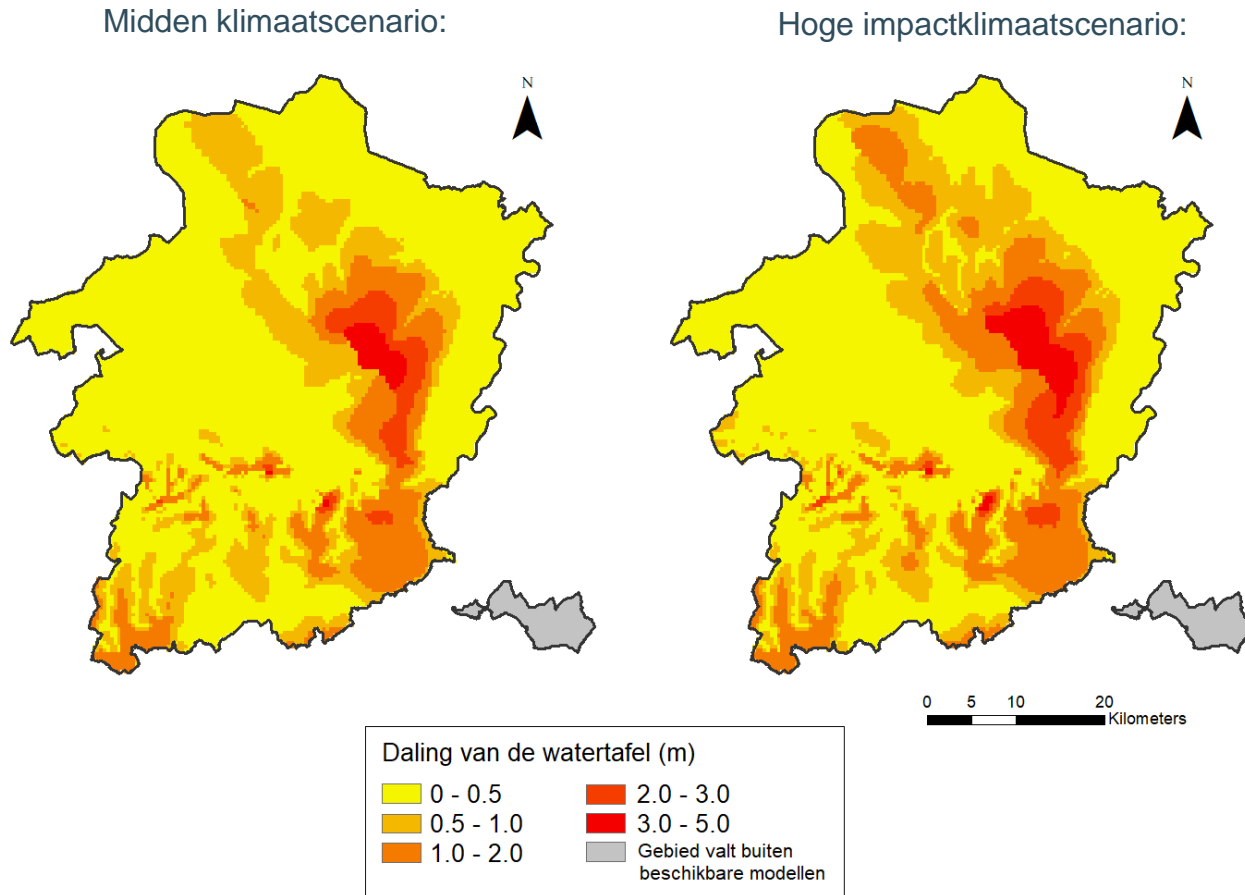 Midden klimaatscenario:
Hoge impactklimaatscenario:
N
N
0 5 10 20
Kilometers
Daling van de watertafel (m)
0 - 0.5
0.5 - 1.0
1.0 - 2.0
2.0 - 3.0
3.0 - 5.0
Gebied valt buiten
beschikbare modellen